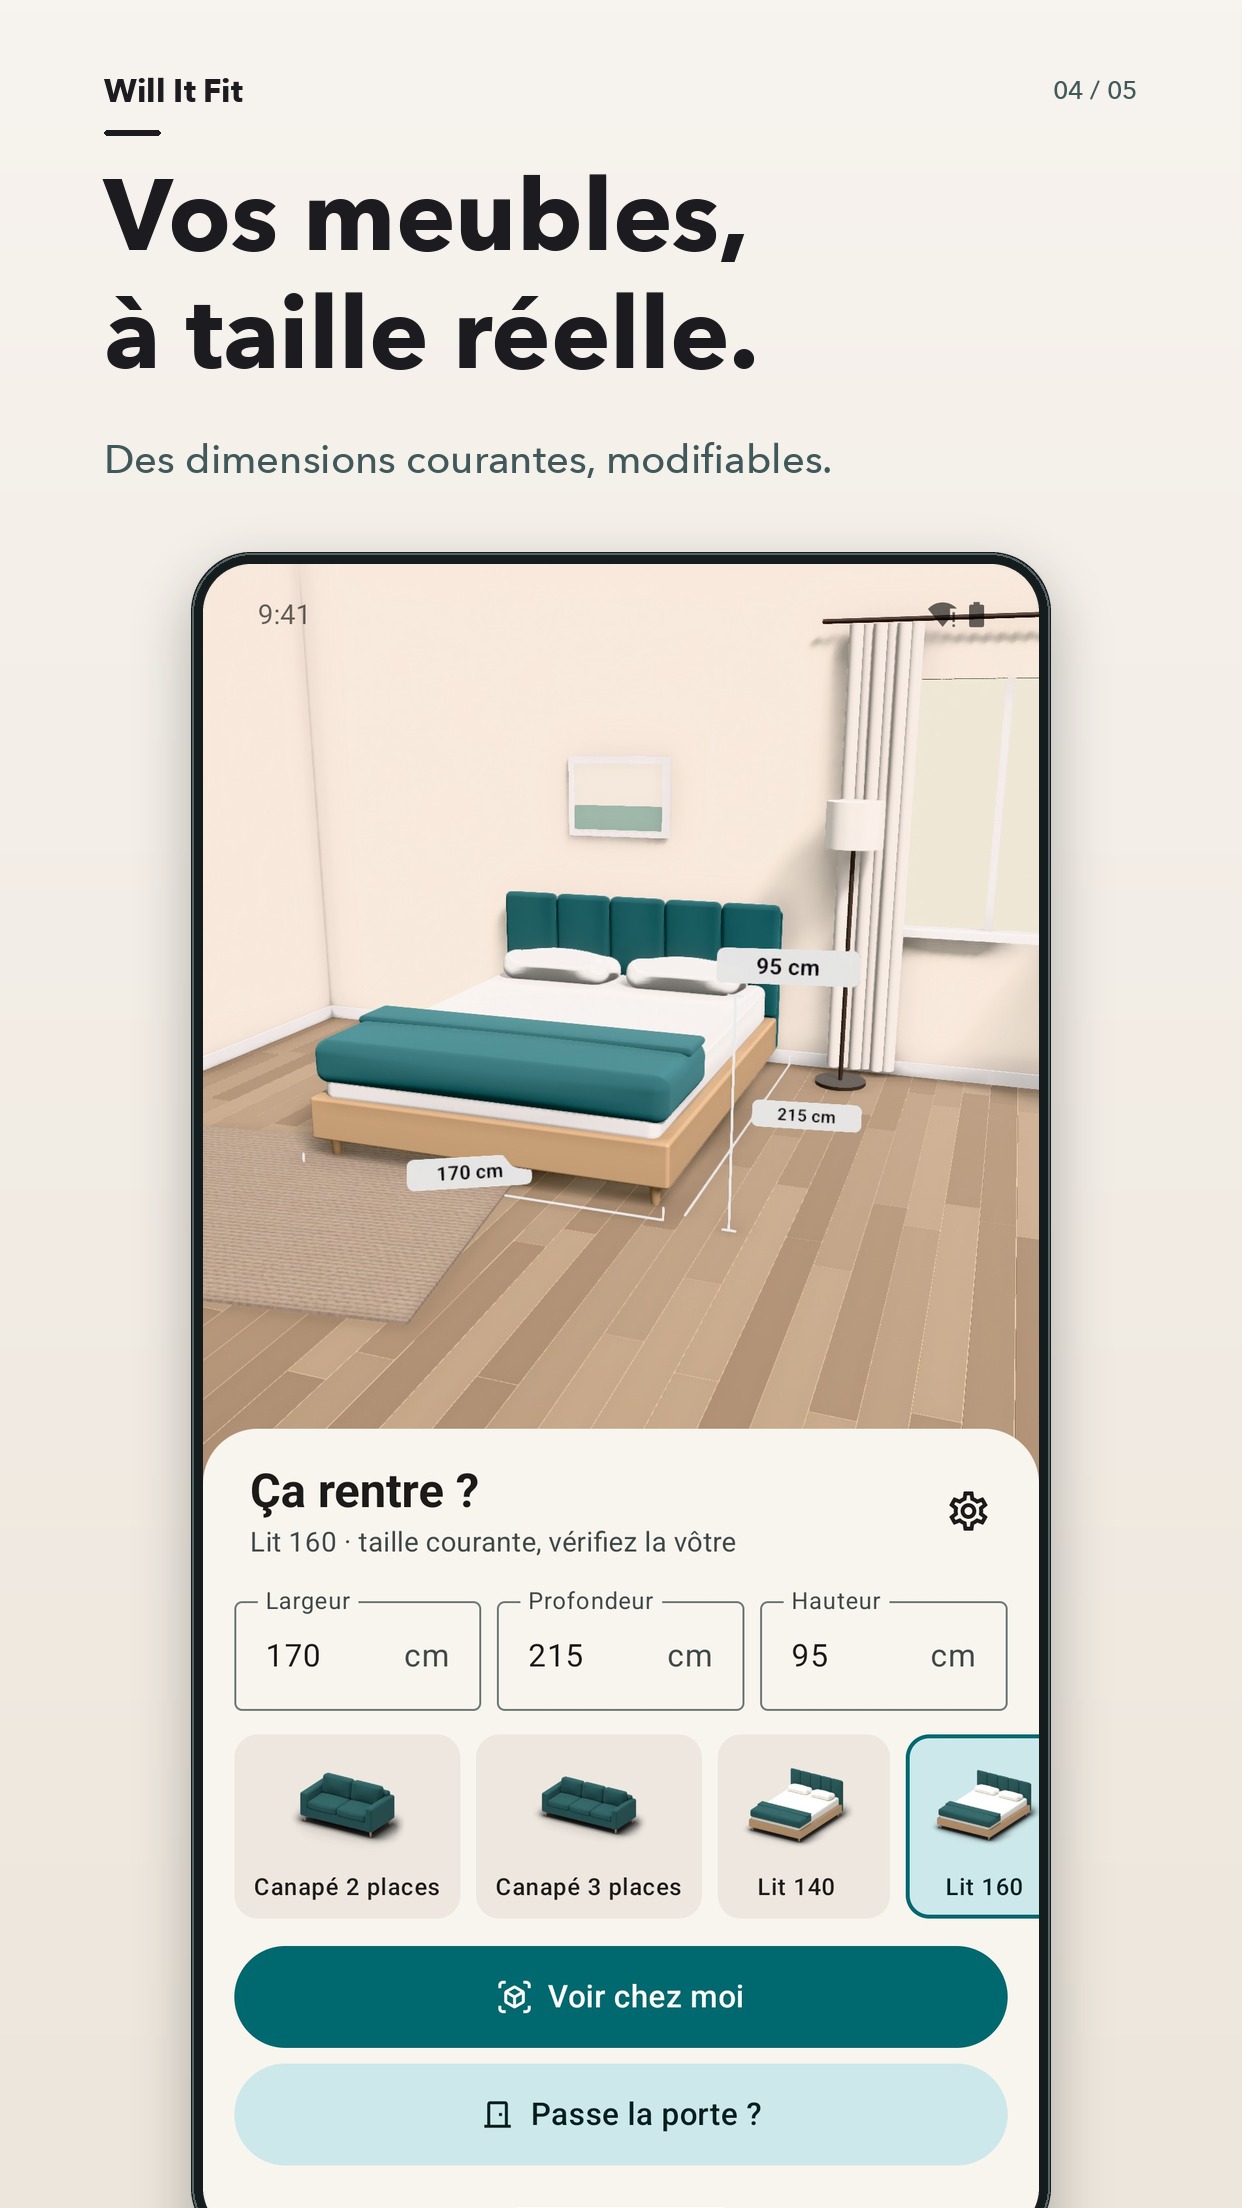 Will It Fit
04 / 05
Vos meubles,
à taille réelle.
Des dimensions courantes, modifiables.
9:41
95 cm
215 cm
170 cm
Ça rentre ?
Lit 160 · taille courante, vérifiez la vôtre
Largeur
Profondeur
Hauteur
170 cm
215 cm
95 cm
Canapé 2 places
Canapé 3 places
Lit 140
Lit 160
Voir chez moi
Passe la porte ?